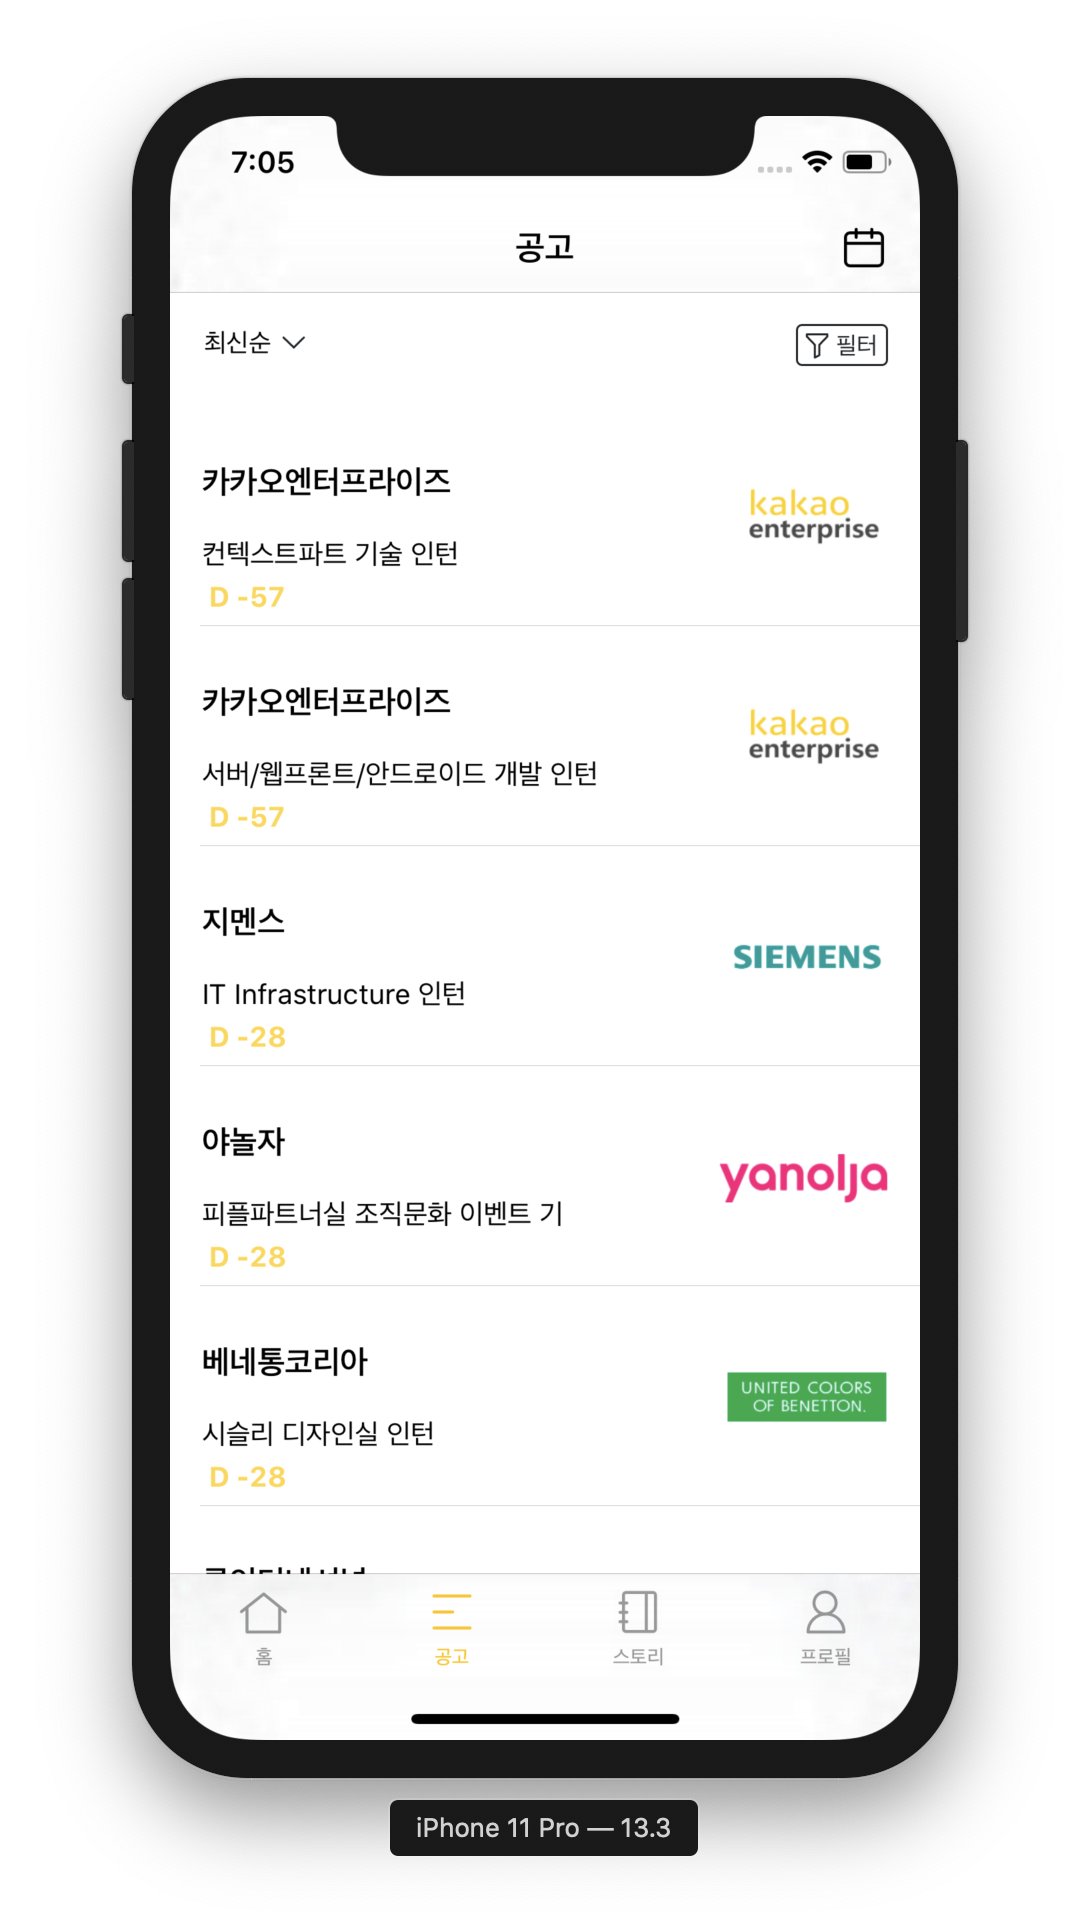 7:05
공고
최신순
필터
카카오엔터프라이즈
kakao
enterprise
컨텍스트파트 기술 인턴
D -57
카카오엔터프라이즈
kakao
enterprise
서버/웹프론트/안드로이드 개발 인턴
D -57
지멘스
SIEMENS
IT Infrastructure 인턴
D -28
야놀자
yanolja
피플파트너실 조직문화 이벤트 기
D -28
베네통코리아
UNITED COLORS
OF BENETTON.
시슬리 디자인실 인턴
D -28
홈
공고
스토리
프로필
iPhone 11 Pro — 13.3